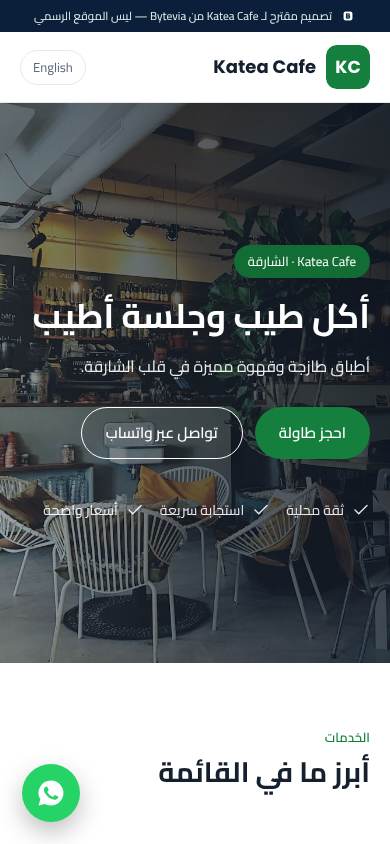 تصميم مقترح لـ Katea Cafe من Bytevia — ليس الموقع الرسمي
KC Katea Cafe
English
Katea Cafe · الشارقة
أكل طيب وجلسة أطيب
أطباق طازجة وقهوة مميزة في قلب الشارقة.
احجز طاولة
تواصل عبر واتساب
ثقة محلية
استجابة سريعة
أسعار واضحة
الخدمات
أبرز ما في القائمة